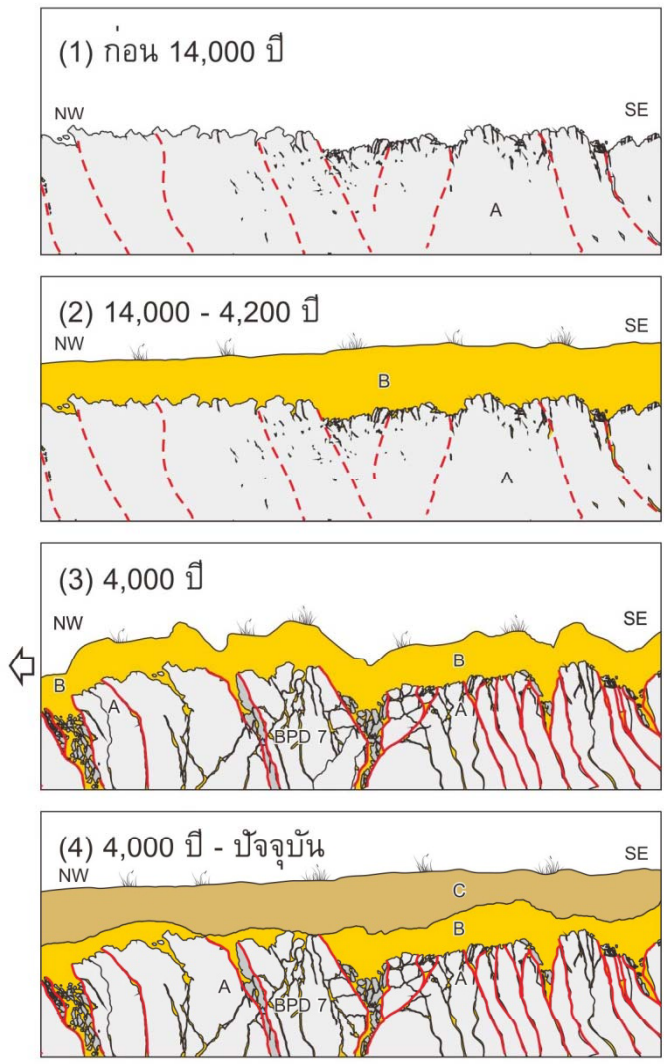 (1) ก่อน 14,000 ปี
NW
SE
A
(2) 14,000 - 4,200 ปี
NW
SE
B
A
(3) 4,000 ปี
NW
SE
B
B
A
A
BPD 7
(4) 4,000 ปี - ปัจจุบัน
NW
SE
C
B
A
A
BPD 7